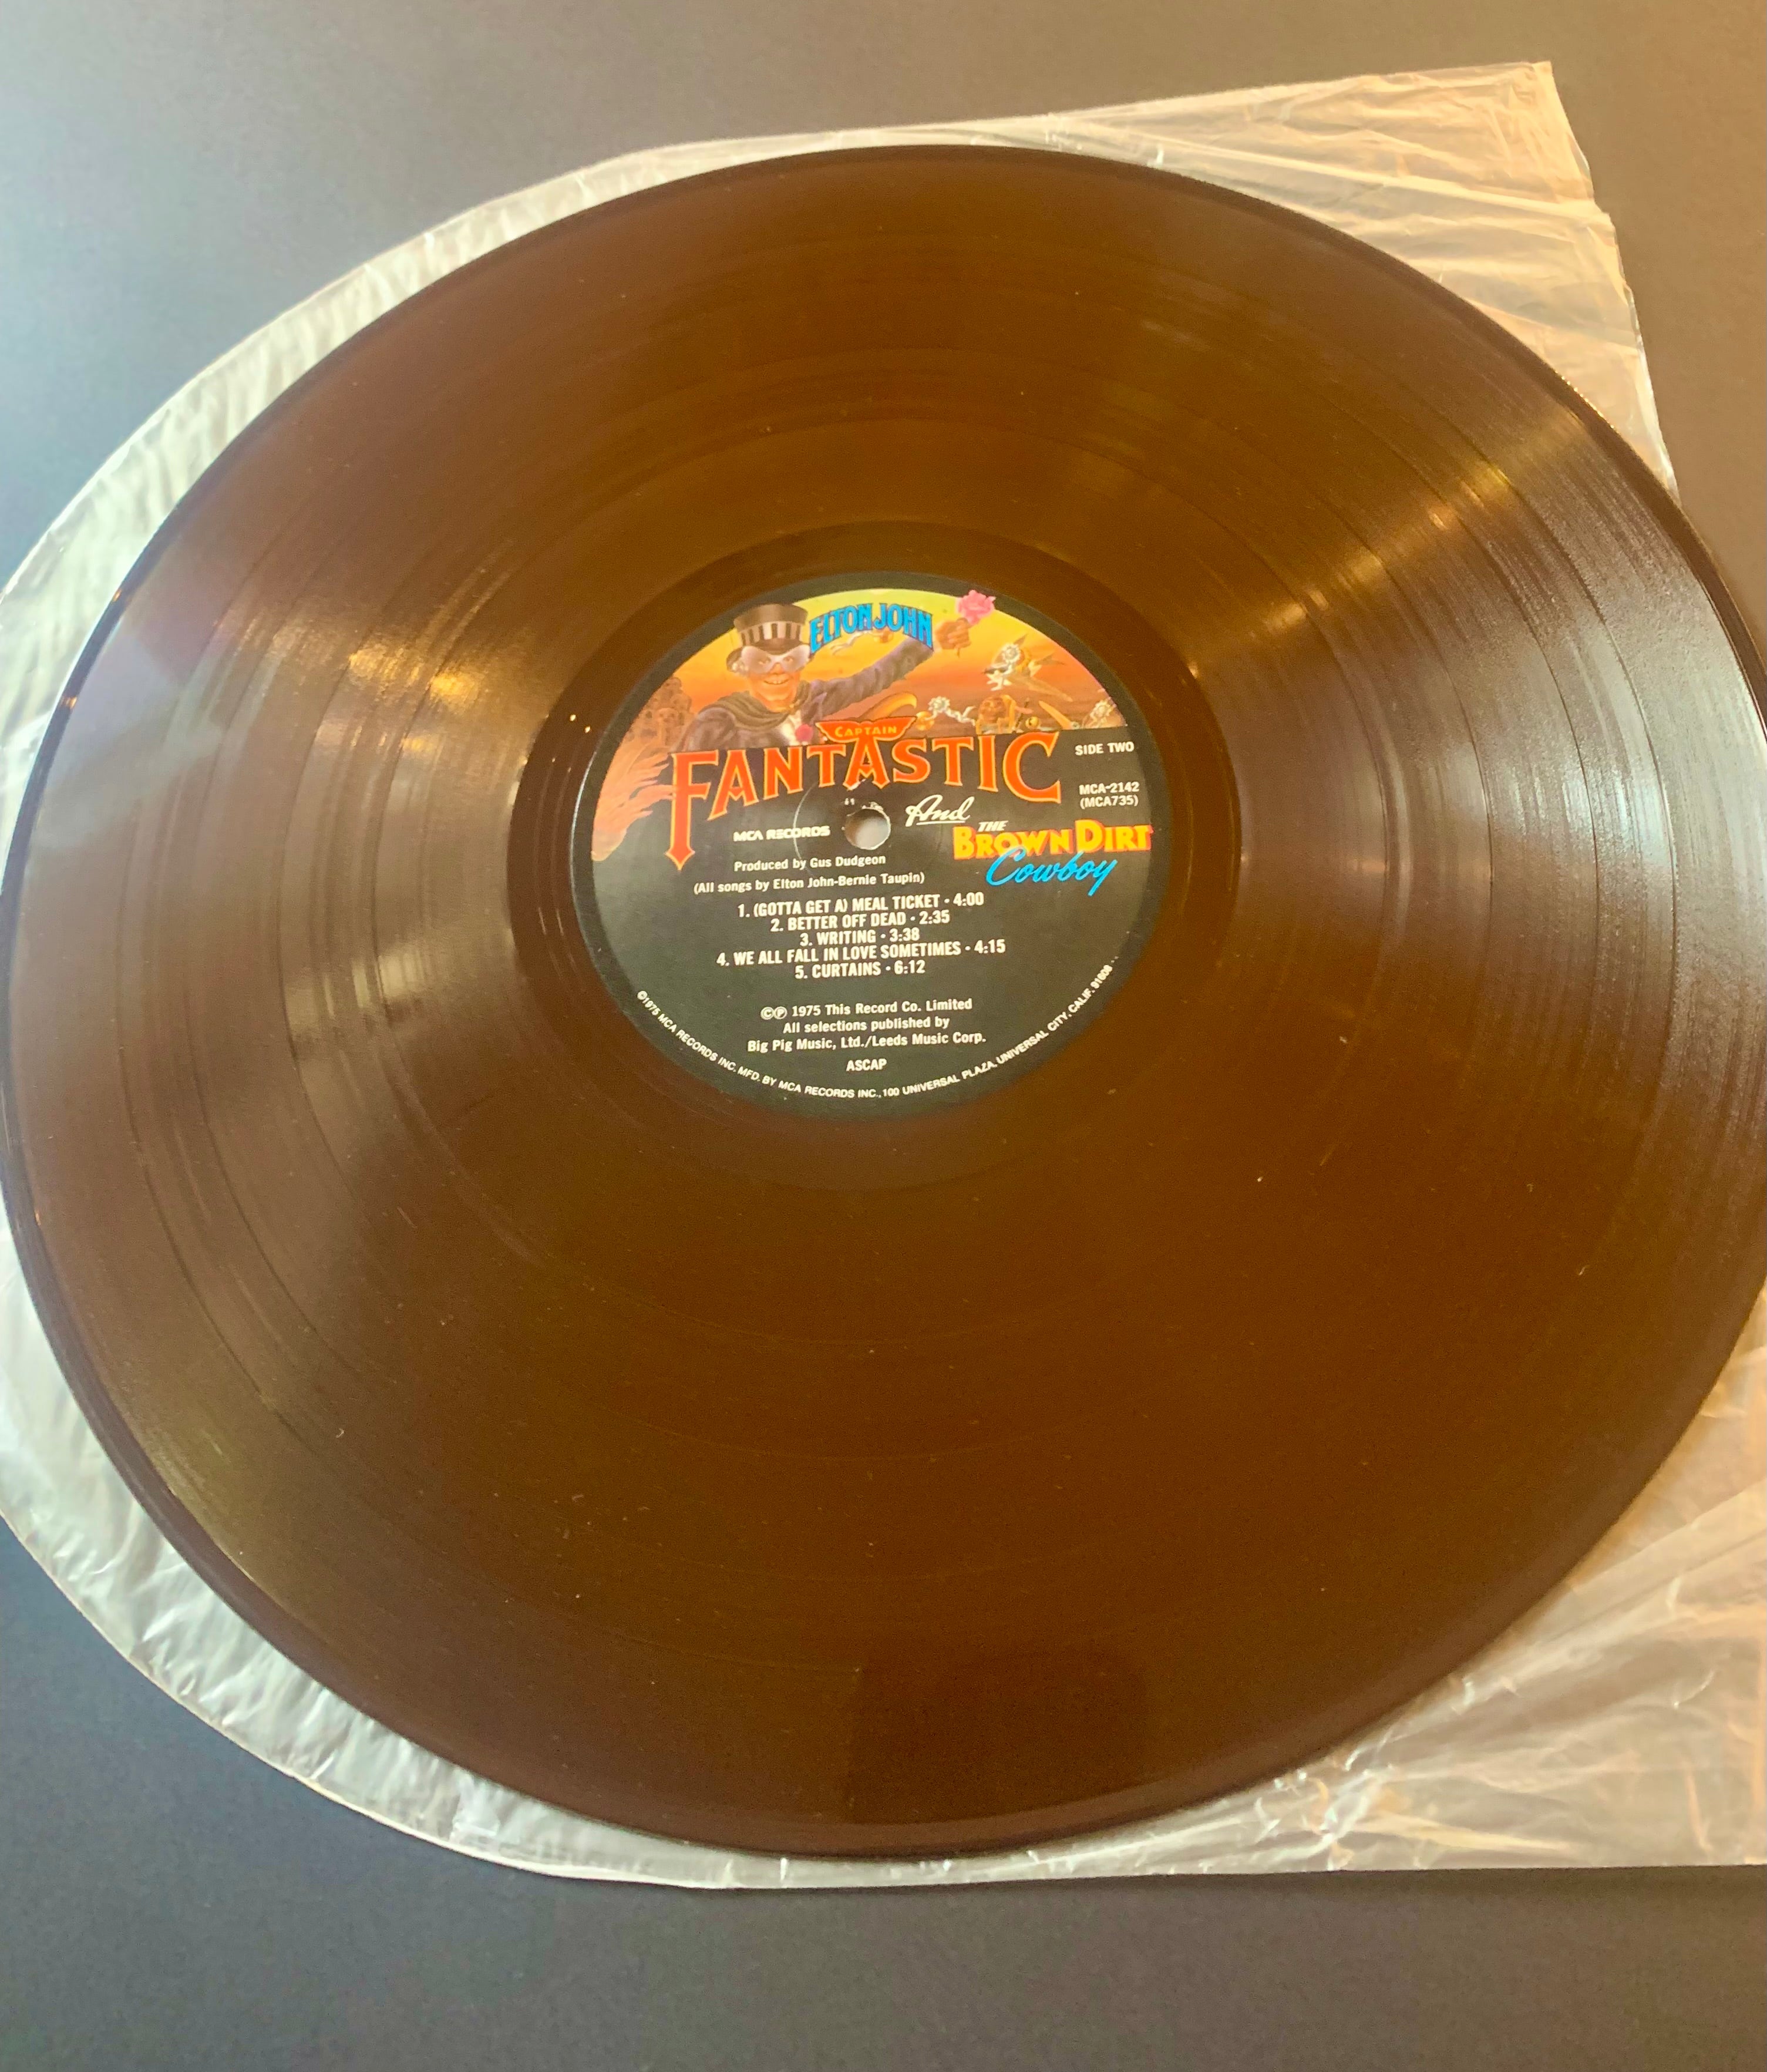 ELTON JOHN
CAPTAIN
FANTASTIC
SIDE TWO
MCA-2142
(MCA735)
And
THE
BROWN DIRT
Cowboy
MCA RECORDS
Produced by Gus Dudgeon
(All songs by Elton John-Bernie Taupin)
1. (GOTTA GET A) MEAL TICKET • 4:00
2. BETTER OFF DEAD • 2:35
3. WRITING • 3:38
4. WE ALL FALL IN LOVE SOMETIMES • 4:15
5. CURTAINS • 6:12
©℗ 1975 This Record Co. Limited
All selections published by
Big Pig Music, Ltd./Leeds Music Corp.
ASCAP
©1975 MCA RECORDS INC. MFD. BY MCA RECORDS INC., 100 UNIVERSAL PLAZA, UNIVERSAL CITY, CALIF. 91608